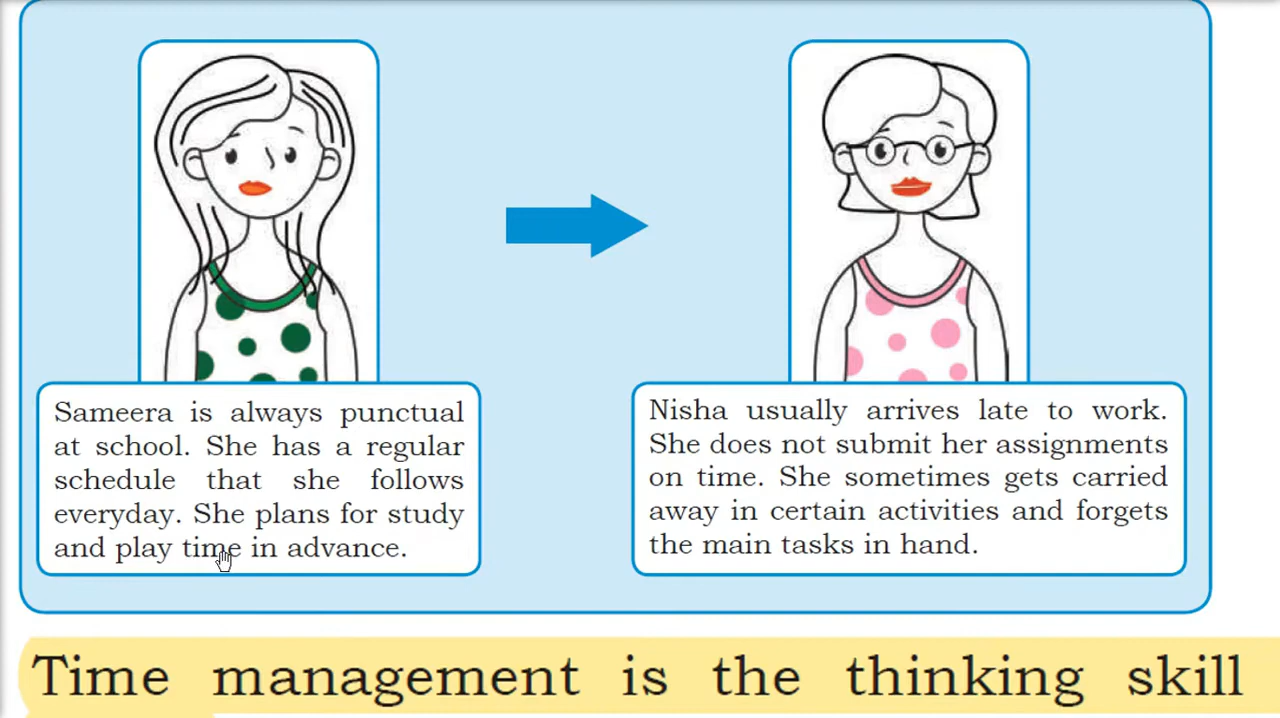 Sameera is always punctual
at school. She has a regular
schedule that she follows
everyday. She plans for study
and play time in advance.
Nisha usually arrives late to work.
She does not submit her assignments
on time. She sometimes gets carried
away in certain activities and forgets
the main tasks in hand.
Time management is the thinking skill